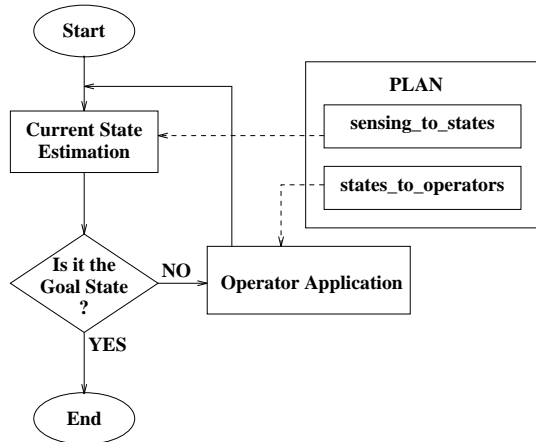 Start
PLAN
sensing_to_states
states_to_operators
Current State
Estimation
Is it the
Goal State
?
NO
YES
Operator Application
End